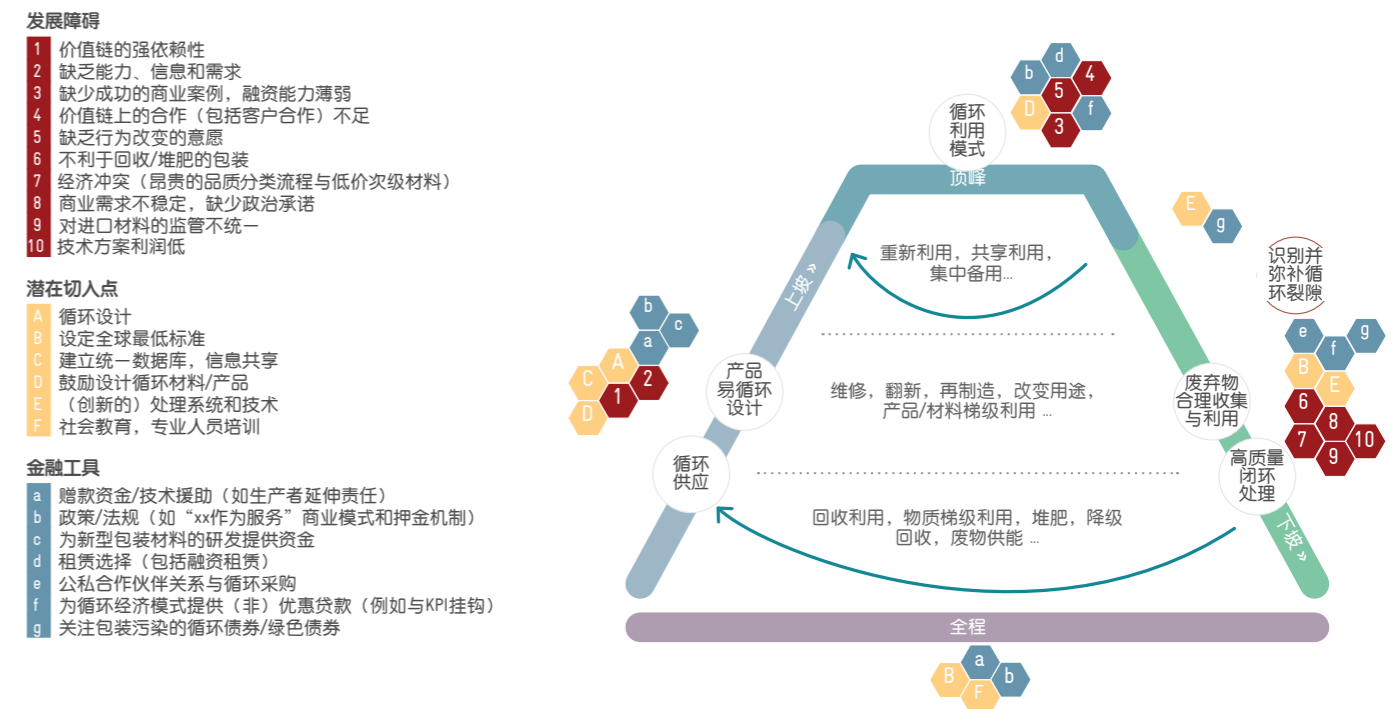 发展障碍
1 价值链的强依赖性
2 缺乏能力、信息和需求
3 缺少成功的商业案例，融资能力薄弱
4 价值链上的合作（包括客户合作）不足
5 缺乏行为改变的意愿
6 不利于回收/堆肥的包装
7 经济冲突（昂贵的品质分类流程与低价次级材料）
8 商业需求不稳定，缺少政治承诺
9 对进口材料的监管不统一
10 技术方案利润低
潜在切入点
A 循环设计
B 设定全球最低标准
C 建立统一数据库，信息共享
D 鼓励设计循环材料/产品
E （创新的）处理系统和技术
F 社会教育，专业人员培训
金融工具
a 赠款资金/技术援助（如生产者延伸责任）
b 政策/法规（如“xx作为服务”商业模式和押金机制）
c 为新型包装材料的研发提供资金
d 租赁选择（包括融资租赁）
e 公私合作伙伴关系与循环采购
f 为循环经济模式提供（非）优惠贷款（例如与KPI挂钩）
g 关注包装污染的循环债券/绿色债券
d
b
4
5
D
f
3
循环
利用
模式
顶峰
E
g
识别并
弥补循
环裂隙
上坡 »
重新利用，共享利用，
集中备用...
b
c
a
A
C
2
1
D
产品
易循环
设计
维修，翻新，再制造，改变用途，
产品/材料梯级利用 ...
废弃物
合理收集
与利用
e
g
f
B
E
6
8
7
10
9
循环
供应
高质量
闭环
处理
回收利用，物质梯级利用，堆肥，降级
回收，废物供能 ...
下坡 »
全程
a
B
b
F